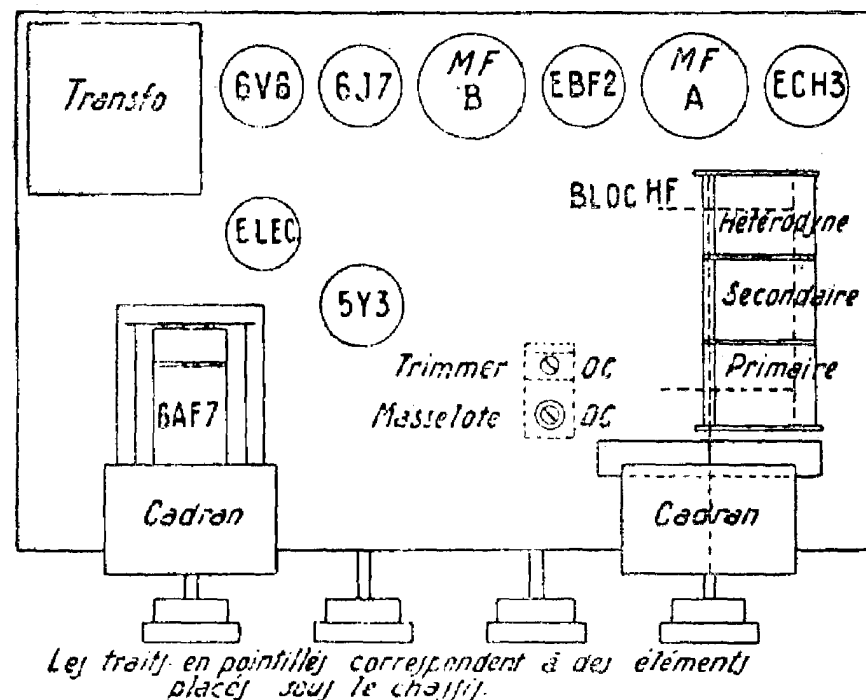 Transfo
6V6
6J7
MF
B
EBF2
MF
A
ECH3
BLOC HF
Hétérodyne
ELEC.
Secondaire
5Y3
Trimmer OC
Primaire
6AF7
Masselote OC
Cadran
Cadran
Les traits en pointillés correspondent à des éléments
placés sous le chassis.